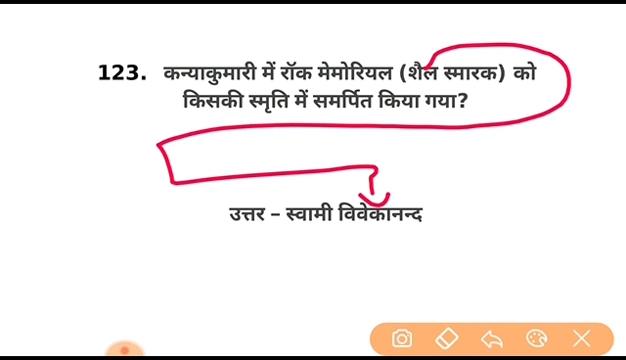 123. कन्याकुमारी में रॉक मेमोरियल (शैल स्मारक) को
किसकी स्मृति में समर्पित किया गया?
उत्तर – स्वामी विवेकानन्द